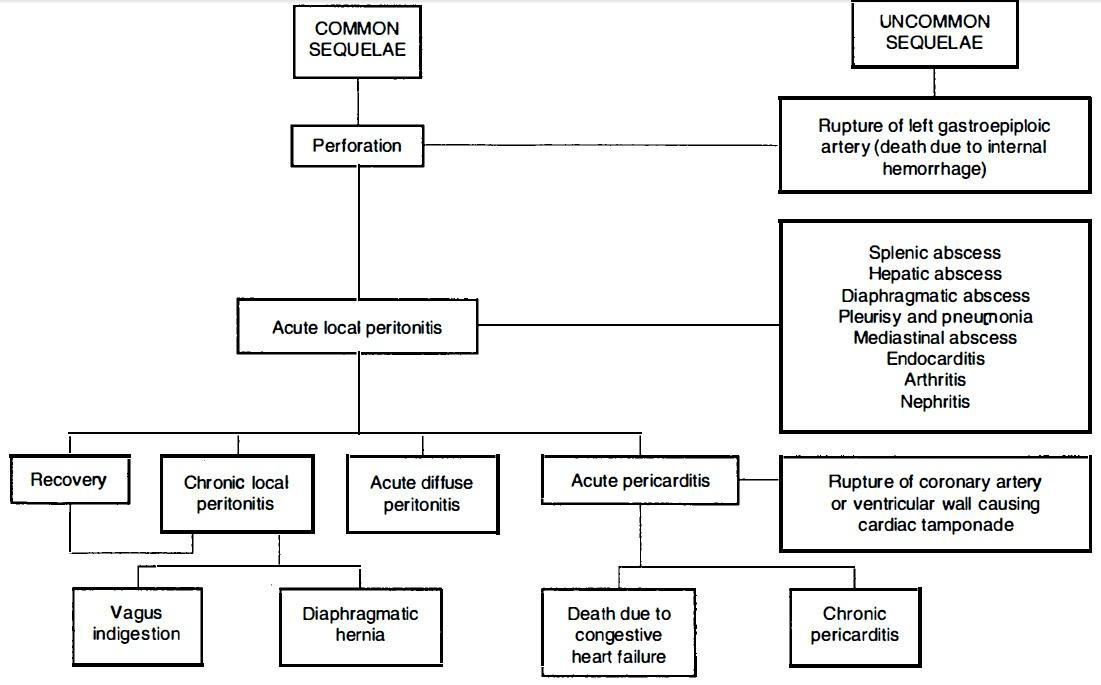 COMMON
SEQUELAE
UNCOMMON
SEQUELAE
Perforation
Rupture of left gastroepiploic
artery (death due to internal
hemorrhage)
Acute local peritonitis
Splenic abscess
Hepatic abscess
Diaphragmatic abscess
Pleurisy and pneumonia
Mediastinal abscess
Endocarditis
Arthritis
Nephritis
Recovery
Chronic local
peritonitis
Acute diffuse
peritonitis
Acute pericarditis
Rupture of coronary artery
or ventricular wall causing
cardiac tamponade
Vagus
indigestion
Diaphragmatic
hernia
Death due to
congestive
heart failure
Chronic
pericarditis